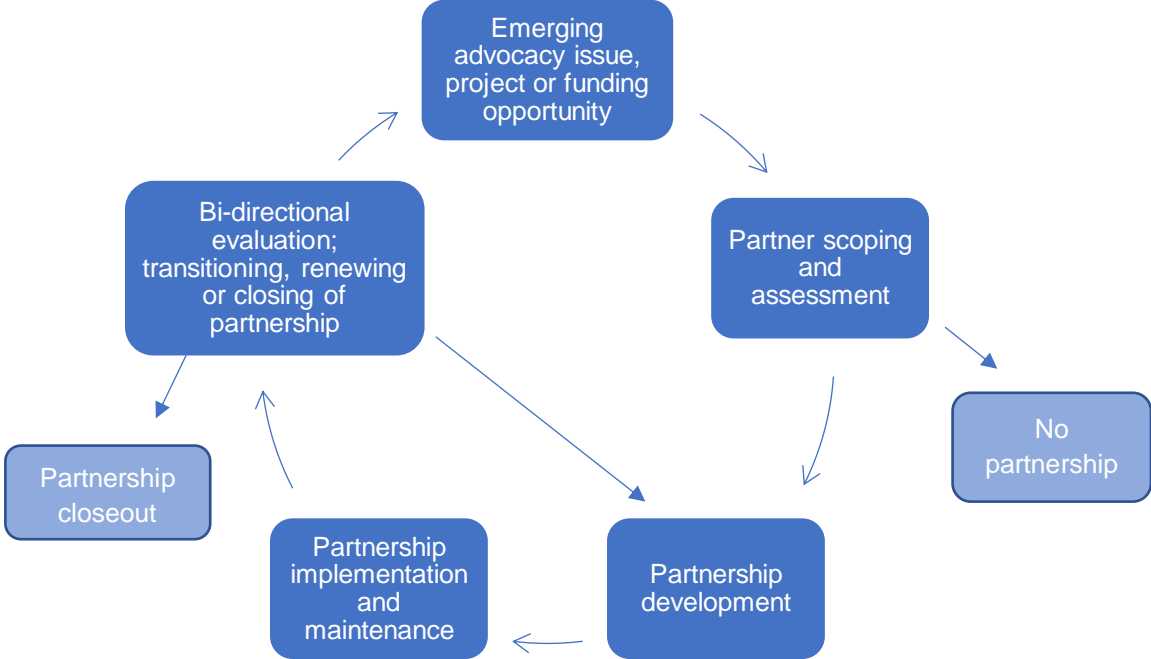 Emerging
advocacy issue,
project or funding
opportunity
Partner scoping
and
assessment
No
partnership
Partnership
development
Partnership
implementation
and
maintenance
Bi-directional
evaluation;
transitioning, renewing
or closing of
partnership
Partnership
closeout